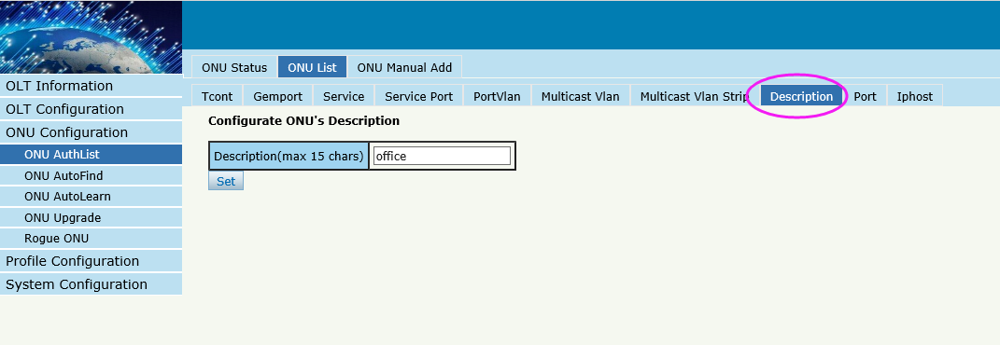 ONU Status ONU List ONU Manual Add
Tcont Gemport Service Service Port PortVlan Multicast Vlan Multicast Vlan Strip Description Port Iphost
OLT Information
OLT Configuration
ONU Configuration
ONU AuthList
ONU AutoFind
ONU AutoLearn
ONU Upgrade
Rogue ONU
Profile Configuration
System Configuration
Configurate ONU's Description
Description(max 15 chars) office
Set